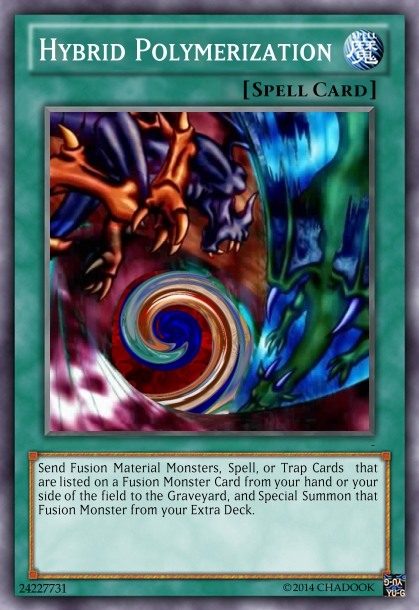 HYBRID POLYMERIZATION
魔
[SPELL CARD]
Send Fusion Material Monsters, Spell, or Trap Cards that
are listed on a Fusion Monster Card from your hand or your
side of the field to the Graveyard, and Special Summon that
Fusion Monster from your Extra Deck.
24227731
©2014 CHADOOK